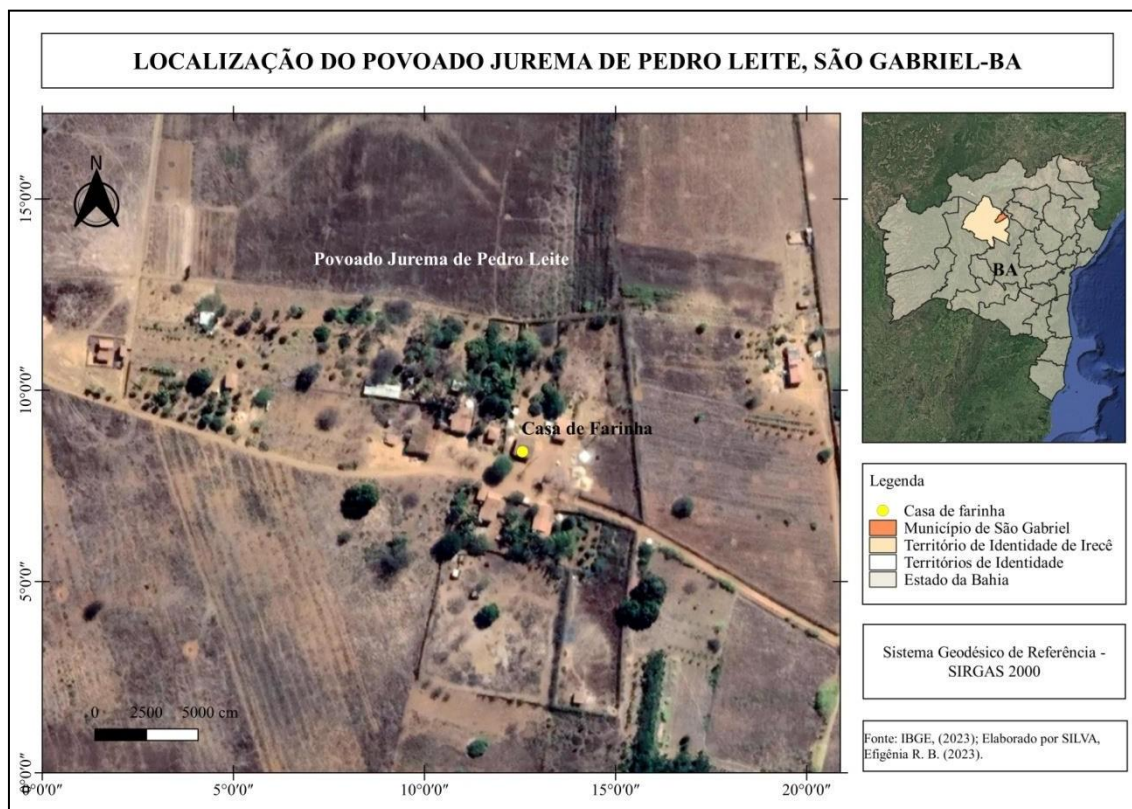 LOCALIZAÇÃO DO POVOADO JUREMA DE PEDRO LEITE, SÃO GABRIEL-BA
N
15°0'0"
10°0'0"
5°0'0"
0°0'0"
Povoado Jurema de Pedro Leite
Casa de Farinha
0 2500 5000 cm
0°0'0" 5°0'0" 10°0'0" 15°0'0" 20°0'0"
BA
Legenda
Casa de farinha
Município de São Gabriel
Território de Identidade de Irecê
Territórios de Identidade
Estado da Bahia
Sistema Geodésico de Referência -
SIRGAS 2000
Fonte: IBGE, (2023); Elaborado por SILVA,
Efigênia R. B. (2023).